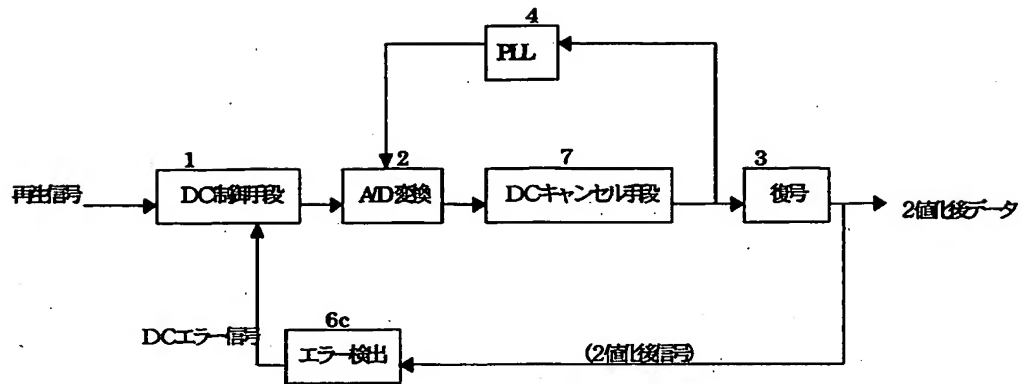 4
PLL
1
2
7
3
再生信号
DC制御手段
A/D変換
DCキャンセル手段
復号
2値化後データ
DCエラー信号
6c
エラー検出
(2値化後信号)